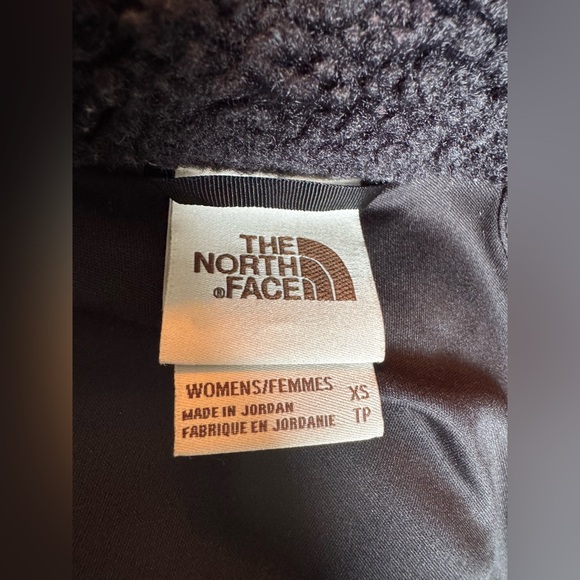 THE
NORTH
®FACE
WOMENS/FEMMES XS
MADE IN JORDAN TP
FABRIQUE EN JORDANIE